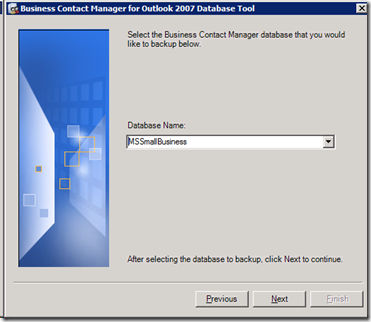 Business Contact Manager for Outlook 2007 Database Tool
Select the Business Contact Manager database that you would
like to backup below.
Database Name:
MSSmallBusiness
After selecting the database to backup, click Next to continue.
Previous Next Finish